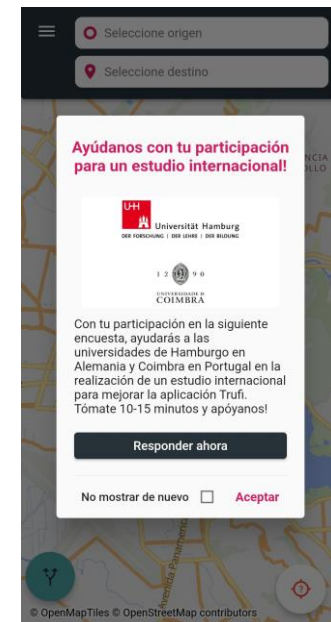 Seleccione origen
Seleccione destino
Ayúdanos con tu participación
para un estudio internacional!
UH
Universität Hamburg
DER FORSCHUNG | DER LEHRE | DER BILDUNG
1 2 9 0
UNIVERSIDADE D
COIMBRA
Con tu participación en la siguiente
encuesta, ayudarás a las
universidades de Hamburgo en
Alemania y Coimbra en Portugal en la
realización de un estudio internacional
para mejorar la aplicación Trufi.
Tómate 10-15 minutos y apóyanos!
Responder ahora
No mostrar de nuevo
Aceptar
Avenida Panamericana
© OpenMapTiles © OpenStreetMap contributors